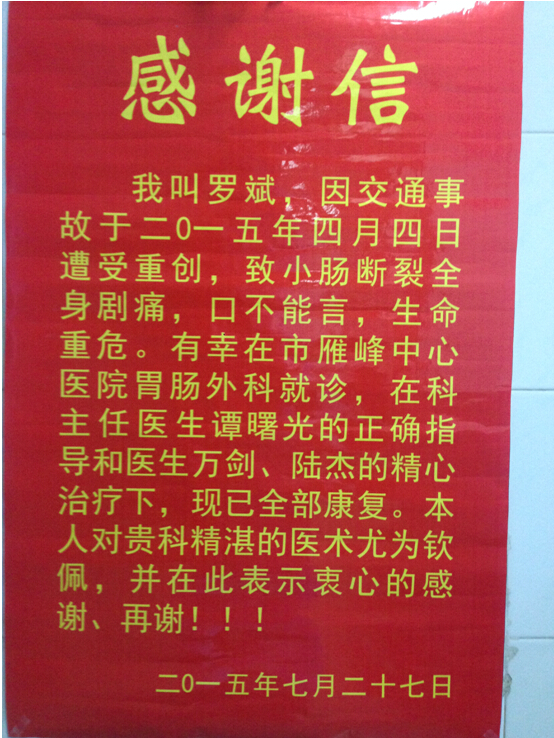 感谢信
我叫罗斌，因交通事
故于二0一五年四月四日
遭受重创，致小肠断裂全
身剧痛，口不能言，生命
重危。有幸在市雁峰中心
医院胃肠外科就诊，在科
主任医生谭曙光的正确指
导和医生万剑、陆杰的精心
治疗下，现已全部康复。本
人对贵科精湛的医术尤为钦
佩，并在此表示衷心的感
谢、再谢！！！
二0一五年七月二十七日